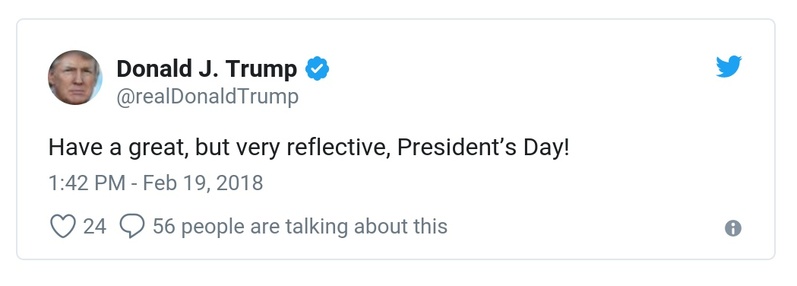 Donald J. Trump
@realDonaldTrump
Have a great, but very reflective, President’s Day!
1:42 PM - Feb 19, 2018
24 56 people are talking about this